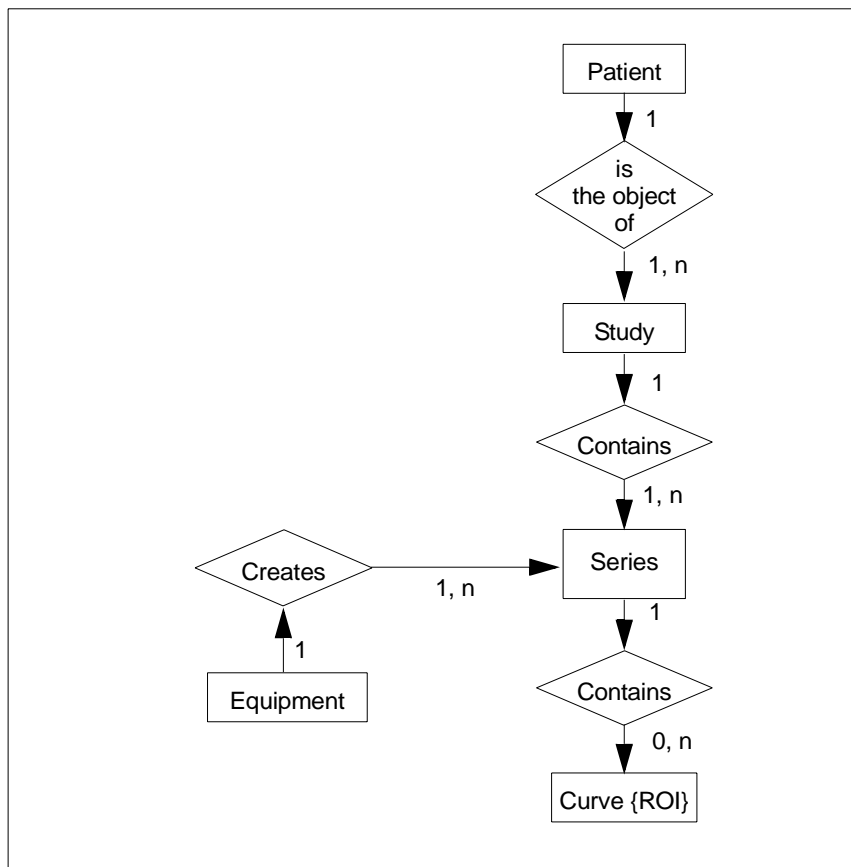 Patient
1
is
the object
of
1, n
Study
1
Contains
1, n
Creates
1, n
Series
1
1
Equipment
Contains
0, n
Curve {ROI}